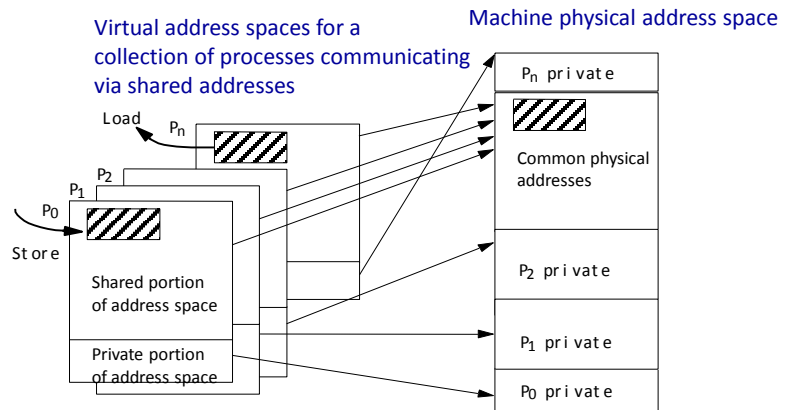 Virtual address spaces for a
collection of processes communicating
via shared addresses
Machine physical address space
Load
Pn
P2
P1
P0
Store
Shared portion
of address space
Private portion
of address space
Pn private
Common physical
addresses
P2 private
P1 private
P0 private